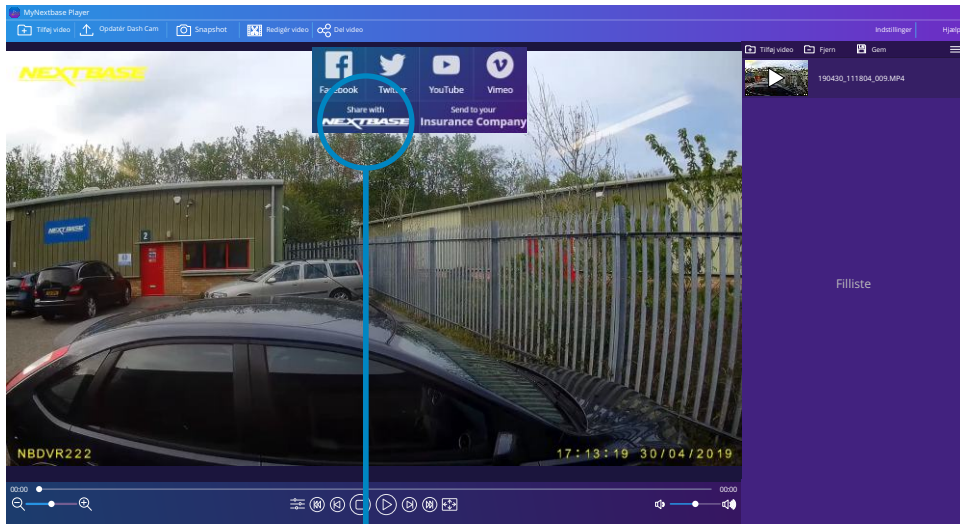 MyNextbase Player
Tilføj video
Opdatér Dash Cam
Snapshot
Redigér video
Del video
Indstillinger
Hjælp
Tilføj video
Fjern
Gem
NEXTBASE
Facebook
Twitter
YouTube
Vimeo
Share with
NEXTBASE
Send to your
Insurance Company
190430_111804_009.MP4
NEXTBASE
2
Filliste
NBDVR222
17:13:19 30/04/2019
00:00
00:00